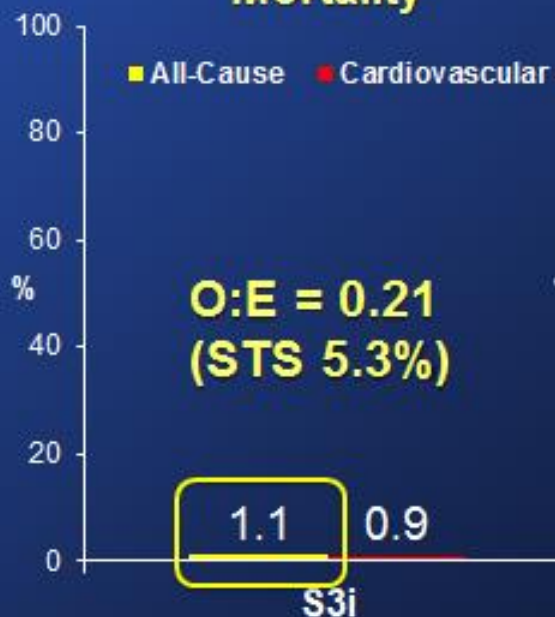 Mortality
100
All-Cause Cardiovascular
80
60
%
O:E = 0.21
40
(STS 5.3%)
20
1.1 0.9
0
S3i